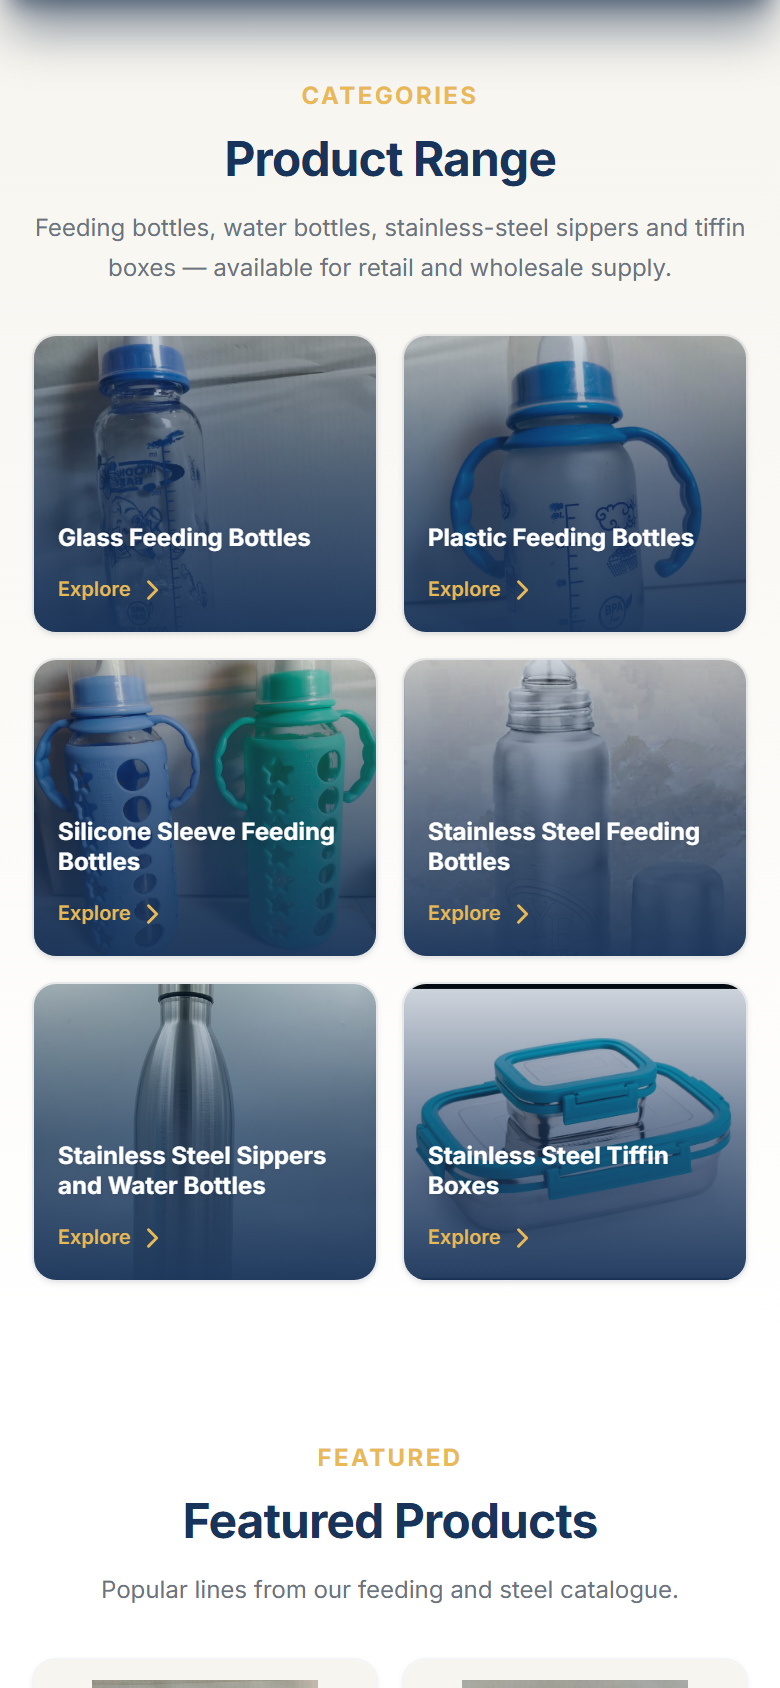 CATEGORIES
Product Range
Feeding bottles, water bottles, stainless-steel sippers and tiffin
boxes — available for retail and wholesale supply.
Glass Feeding Bottles
Explore
Plastic Feeding Bottles
Explore
Silicone Sleeve Feeding
Bottles
Explore
Stainless Steel Feeding
Bottles
Explore
Stainless Steel Sippers
and Water Bottles
Explore
Stainless Steel Tiffin
Boxes
Explore
FEATURED
Featured Products
Popular lines from our feeding and steel catalogue.